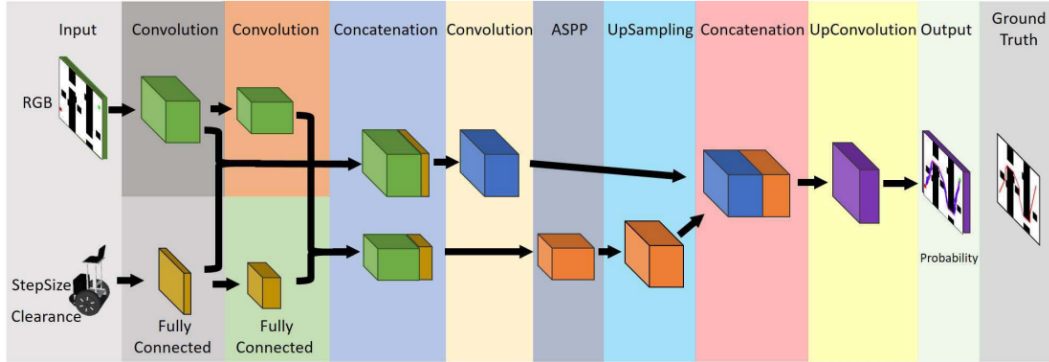 Input
Convolution
Convolution
Concatenation
Convolution
ASPP
UpSampling
Concatenation
UpConvolution
Output
Ground
Truth
RGB
Probability
StepSize
Clearance
Fully
Connected
Fully
Connected